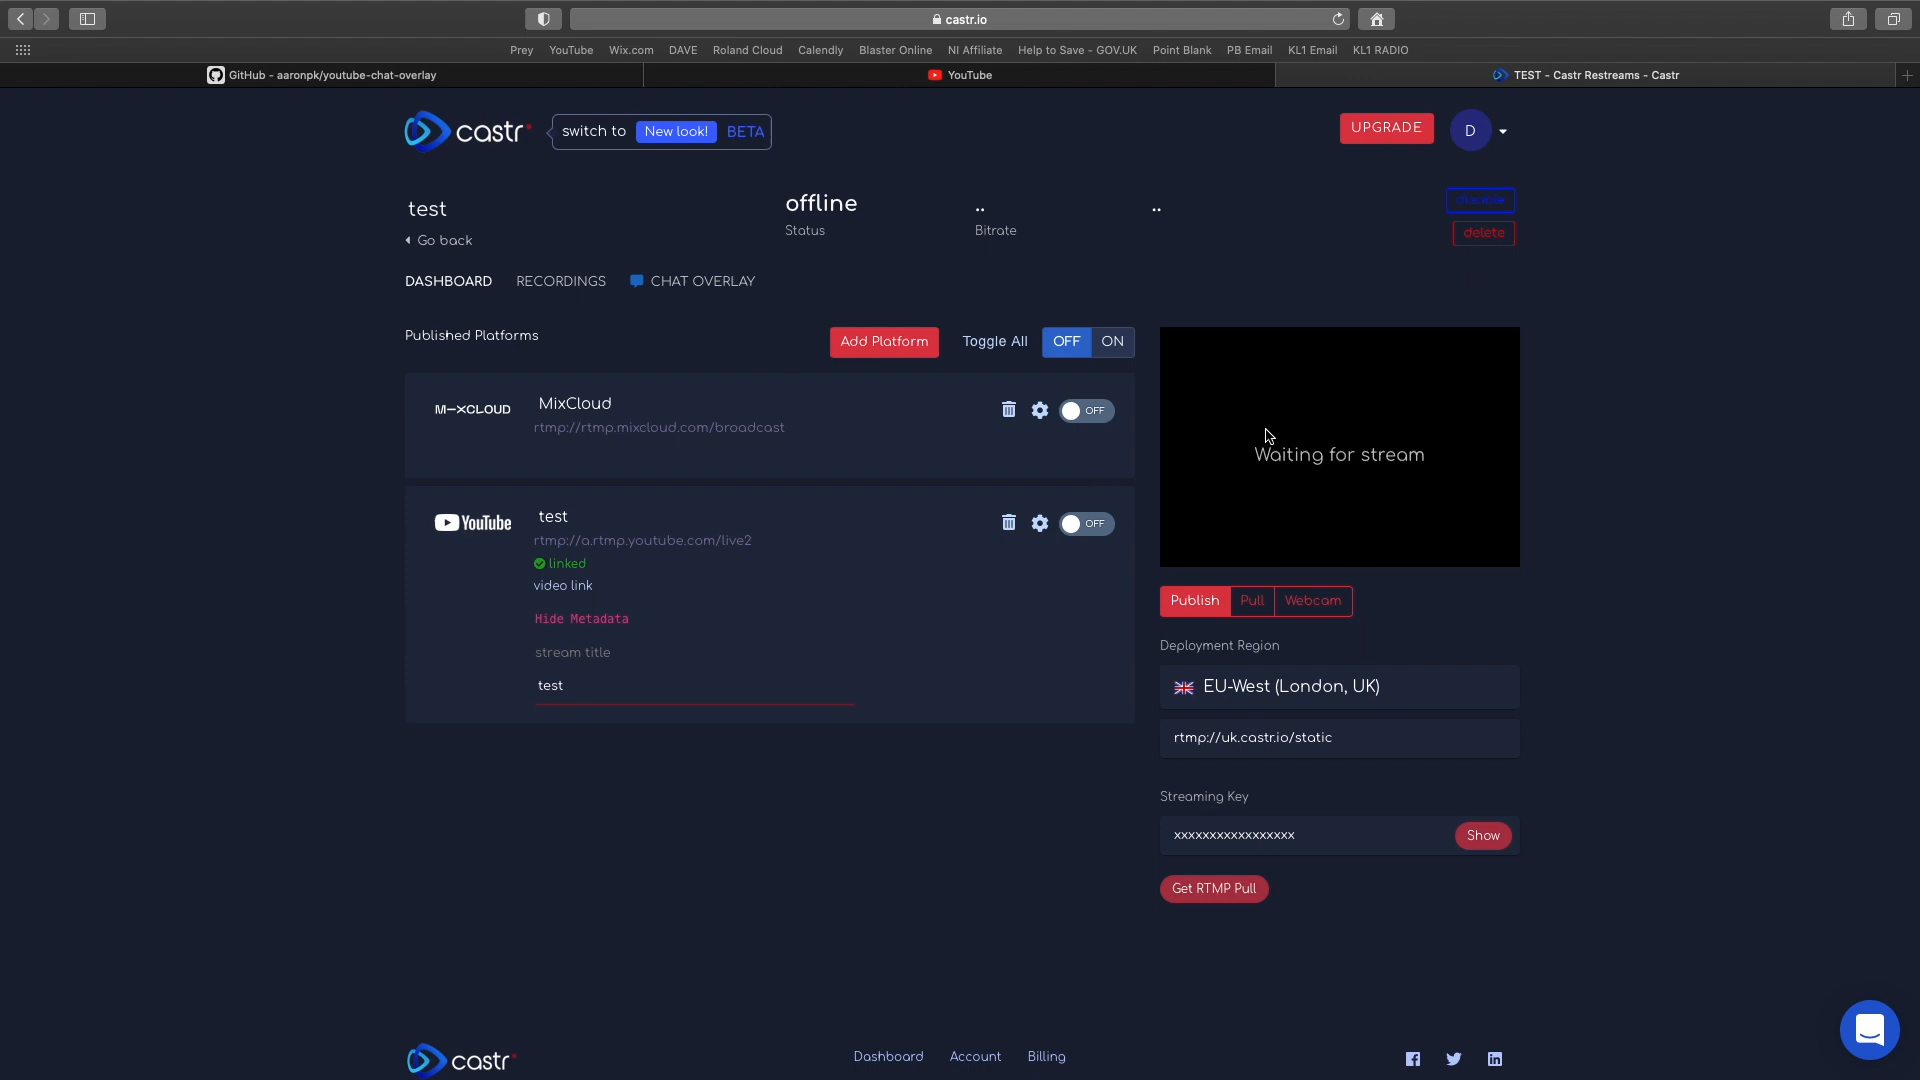 castr.io
Prey YouTube Wix.com DAVE Roland Cloud Calendly Blaster Online NI Affiliate Help to Save - GOV.UK Point Blank PB Email KL1 Email KL1 RADIO
GitHub - aaronpk/youtube-chat-overlay
YouTube
TEST - Castr Restreams - Castr
castr
switch to New look! BETA
UPGRADE
D
test
offline
..
..
Go back
Status
Bitrate
delete
DASHBOARD RECORDINGS CHAT OVERLAY
Published Platforms
Add Platform
Toggle All OFF ON
MIXCLOUD
MixCloud
OFF
rtmp://rtmp.mixcloud.com/broadcast
Waiting for stream
YouTube
test
OFF
rtmp://a.rtmp.youtube.com/live2
linked
video link
Hide Metadata
stream title
test
Publish Pull Webcam
Deployment Region
EU-West (London, UK)
rtmp://uk.castr.io/static
Streaming Key
xxxxxxxxxxxxxxxxx
Show
Get RTMP Pull
castr
Dashboard Account Billing